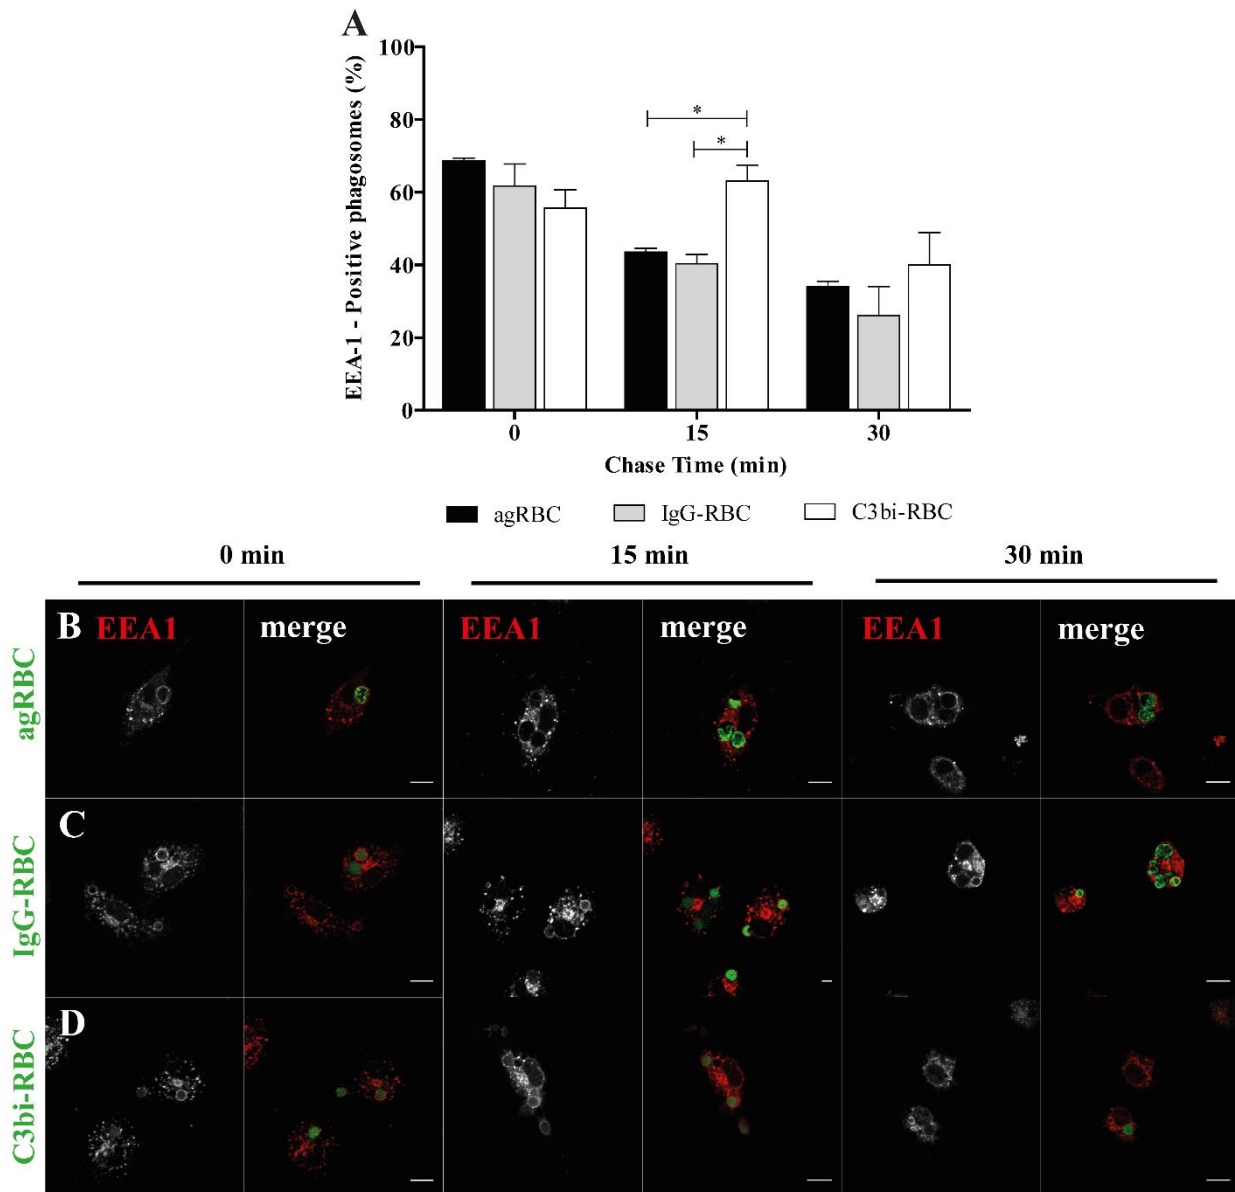 A
EEA-1 - Positive phagosomes (%)
100
80
60
40
20
0
*
*
0 15 30
Chase Time (min)
agRBC IgG-RBC C3bi-RBC
0 min 15 min 30 min
agRBC
B EEA1 merge EEA1 merge EEA1 merge
IgG-RBC
C
C3bi-RBC
D